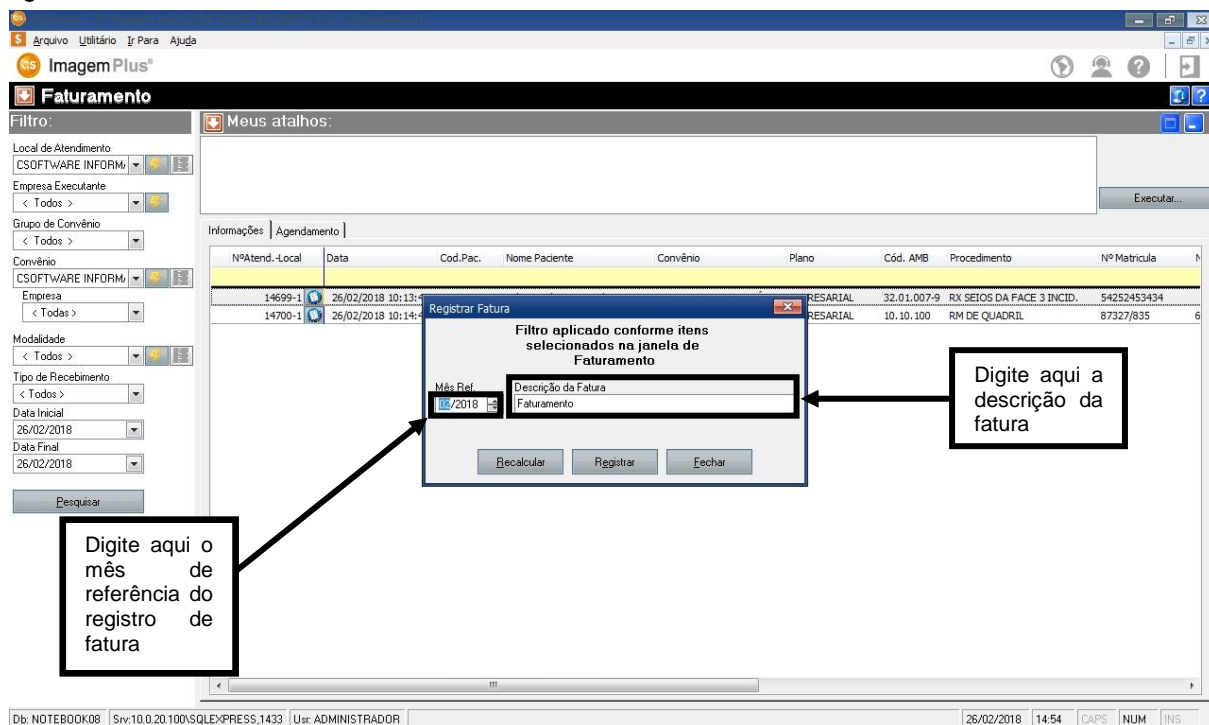 Arquivo Utilitário Ir Para Ajuda
ImagemPlus®
Faturamento
Filtro:
Meus atalhos:
Local de Atendimento
CSOFTWARE INFORM
Empresa Executante
< Todos >
Executar...
Grupo de Convênio
< Todos >
Informações Agendamento
Convênio
CSOFTWARE INFORM
NºAtend.-Local Data Cod.Pac. Nome Paciente Convênio Plano Cód. AMB Procedimento Nº Matricula N
Empresa
< Todas >
14699-1 26/02/2018 10:13:4 RESARIAL 32.01.007-9 RX SEIOS DA FACE 3 INCID. 54252453434
14700-1 26/02/2018 10:14:4 RESARIAL 10.10.100 RM DE QUADRIL 87327/835 6
Modalidade
< Todos >
Tipo de Recebimento
< Todos >
Data Inicial
26/02/2018
Data Final
26/02/2018
Pesquisar
Registrar Fatura
Filtro aplicado conforme itens
selecionados na janela de
Faturamento
Mês Ref. Descrição da Fatura
02/2018 Faturamento
Recalcular Registrar Fechar
Digite aqui a
descrição da
fatura
Digite aqui o
mês de
referência do
registro de
fatura
Db: NOTEBOOK08 Srv:10.0.20.100\SQLEXPRESS,1433 Usr: ADMINISTRADOR 26/02/2018 14:54 CAPS NUM INS